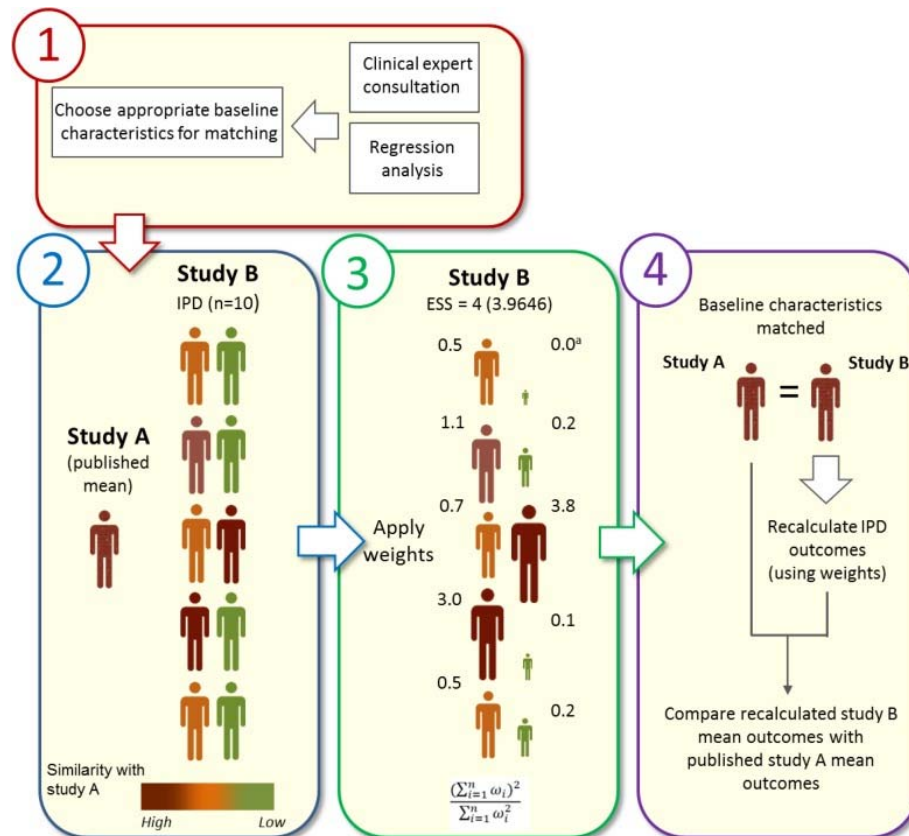 1
Clinical expert
consultation
Choose appropriate baseline
characteristics for matching
Regression
analysis
2
Study B
IPD (n=10)
Study A
(published
mean)
Similarity with
study A
High
Low
3
Study B
ESS = 4 (3.9646)
0.5
0.0ᵃ
1.1
0.2
0.7
3.8
Apply
weights
3.0
0.1
0.5
0.2
(∑ⁿᵢ₌₁ ωᵢ)²
∑ⁿᵢ₌₁ ωᵢ²
4
Baseline characteristics
matched
Study A
Study B
=
Recalculate IPD
outcomes
(using weights)
Compare recalculated study B
mean outcomes with
published study A mean
outcomes